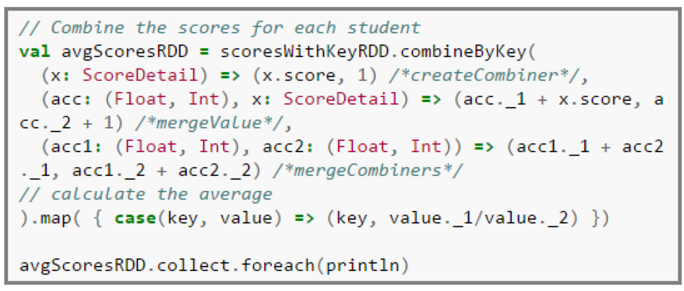 // Combine the scores for each student
val avgScoresRDD = scoresWithKeyRDD.combineByKey(
  (x: ScoreDetail) => (x.score, 1) /*createCombiner*/,
  (acc: (Float, Int), x: ScoreDetail) => (acc._1 + x.score, a
cc._2 + 1) /*mergeValue*/,
  (acc1: (Float, Int), acc2: (Float, Int)) => (acc1._1 + acc2
._1, acc1._2 + acc2._2) /*mergeCombiners*/
// calculate the average
).map( { case(key, value) => (key, value._1/value._2) })

avgScoresRDD.collect.foreach(println)